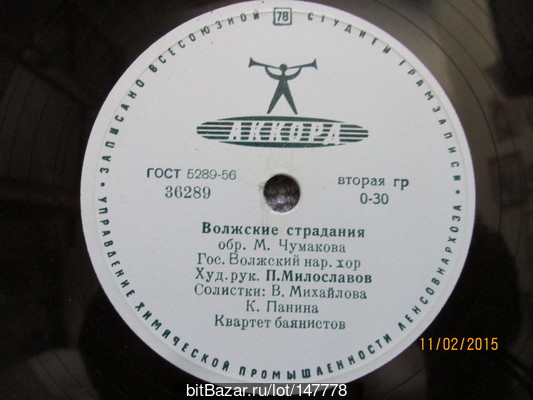 ЗАПИСАНО ВСЕСОЮЗНОЙ 78 СТУДИЕЙ ГРАМЗАПИСИ
АККОРД
ГОСТ 5289-56
36289
вторая гр
0-30
Волжские страдания
обр. М. Чумакова
Гос. Волжский нар. хор
Худ. рук. П. Милославов
Солистки: В. Михайлова
К. Панина
Квартет баянистов
• УПРАВЛЕНИЕ ХИМИЧЕСКОЙ ПРОМЫШЛЕННОСТИ ЛЕНСОВНАРХОЗА •
11/02/2015
bitBazar.ru/lot/147778